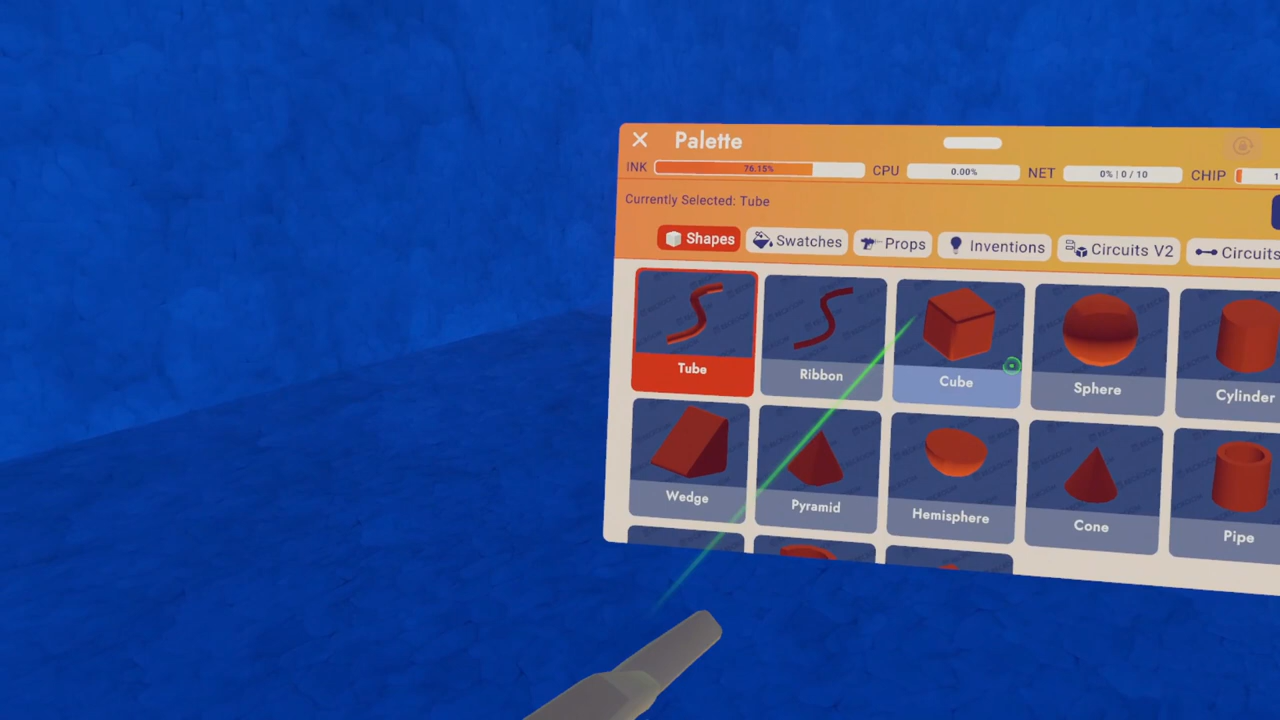 Palette
INK 76.15% CPU 0.00% NET 0% | 0 / 10 CHIP
Currently Selected: Tube
Shapes Swatches Props Inventions Circuits V2 Circuits
Tube Ribbon Cube Sphere Cylinder
Wedge Pyramid Hemisphere Cone Pipe